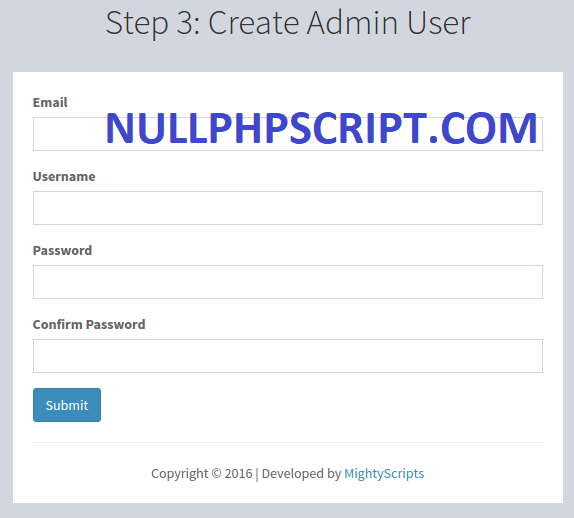 Step 3: Create Admin User
Email
NULLPHPSCRIPT.COM
Username
Password
Confirm Password
Submit
Copyright © 2016 | Developed by MightyScripts